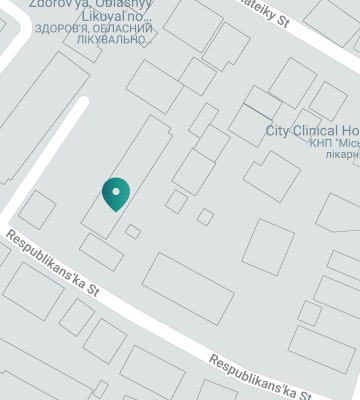 Zdorov'ya, Oblasnyy
Likuval'no...
ЗДОРОВ'Я, ОБЛАСНИЙ
ЛІКУВАЛЬНО...
St
City Clinical Ho
КНП "Місь
лікарн
Respublikans'ka St
Respublikans'ka St